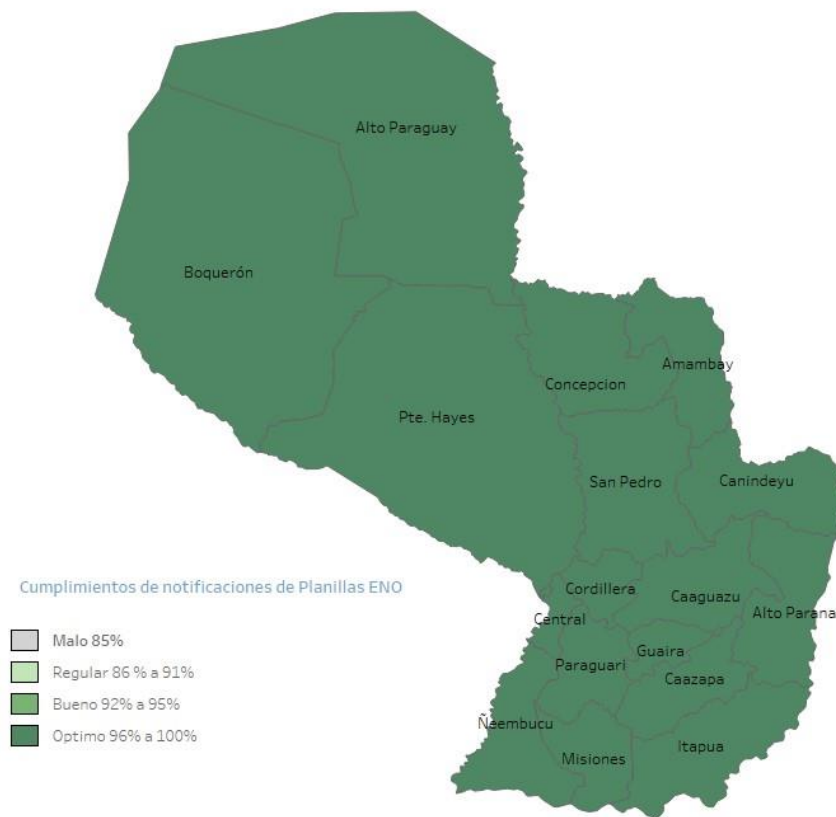 Alto Paraguay
Boquerón
Amambay
Concepcion
Pte. Hayes
San Pedro
Canindeyu
Cordillera
Caaguazu
Alto Parana
Central
Guaira
Paraguari
Caazapa
Ñeembucu
Itapua
Misiones
Cumplimientos de notificaciones de Planillas ENO
Malo 85%
Regular 86 % a 91%
Bueno 92% a 95%
Optimo 96% a 100%